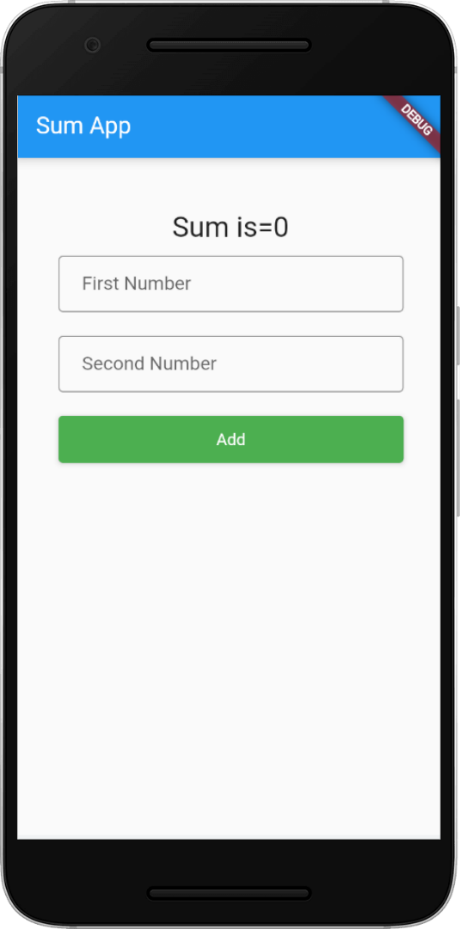 Sum App
DEBUG
Sum is=0
First Number
Second Number
Add